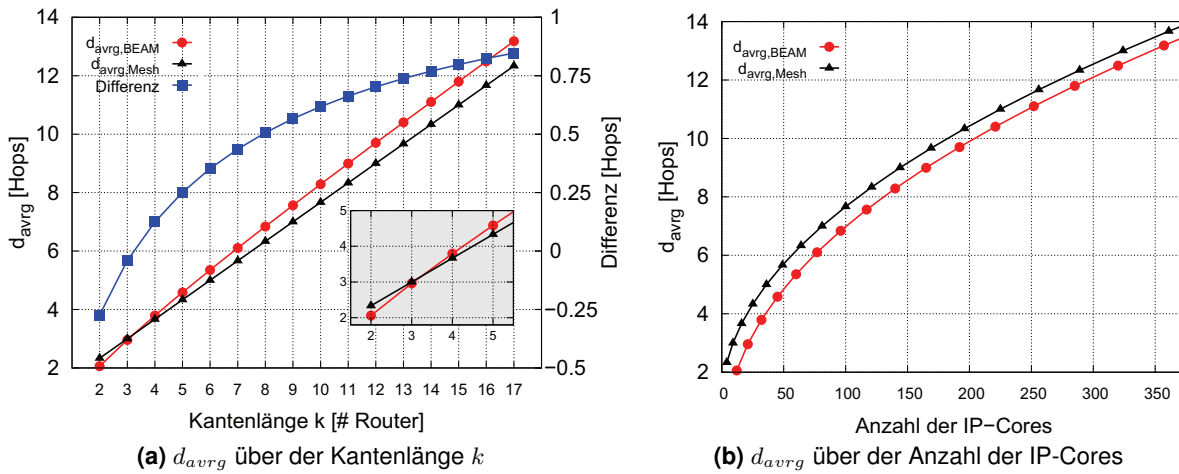 d_avrg [Hops]
14
12
10
8
6
4
2
d_avrg,BEAM
d_avrg,Mesh
Differenz
1
0.75
0.5
0.25
0
−0.25
−0.5
Differenz [Hops]
5
4
3
2
2 3 4 5
2 3 4 5 6 7 8 9 10 11 12 13 14 15 16 17
Kantenlänge k [# Router]
(a) d_avrg über der Kantenlänge k
d_avrg [Hops]
14
12
10
8
6
4
2
d_avrg,BEAM
d_avrg,Mesh
0 50 100 150 200 250 300 350
Anzahl der IP−Cores
(b) d_avrg über der Anzahl der IP-Cores